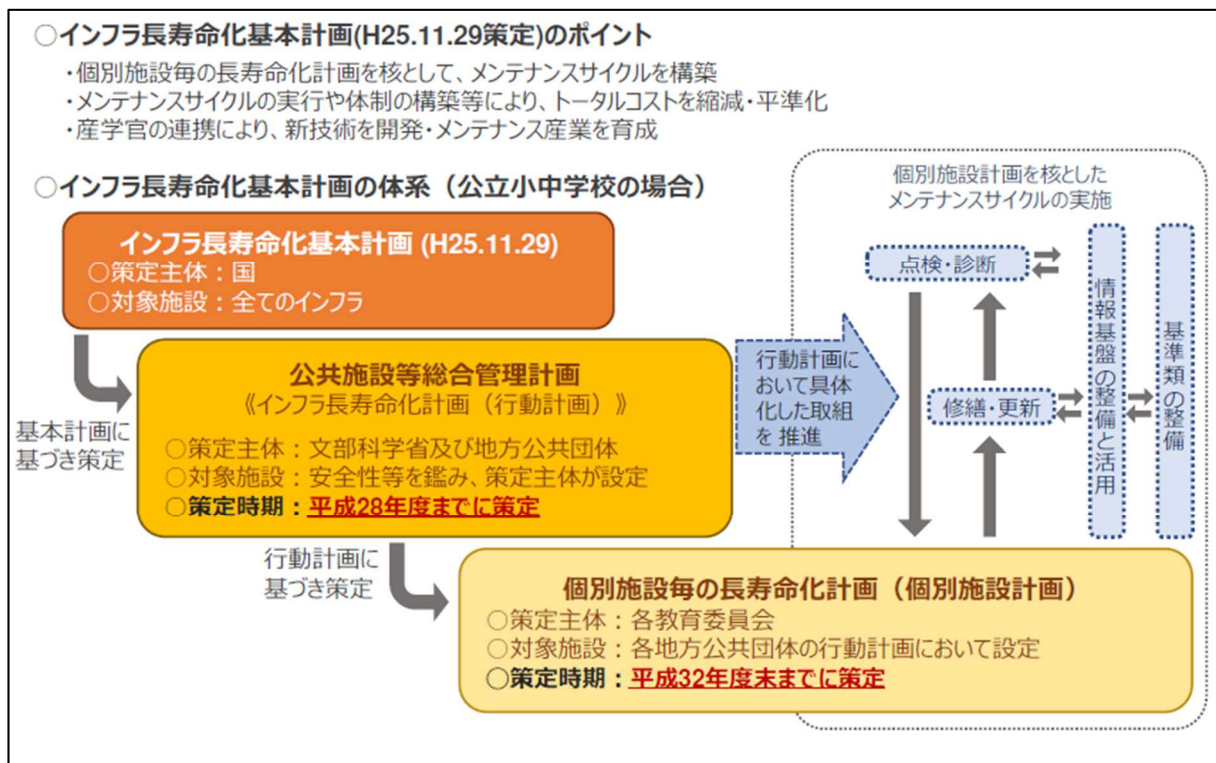 ○インフラ長寿命化基本計画(H25.11.29策定)のポイント
・個別施設毎の長寿命化計画を核として、メンテナンスサイクルを構築
・メンテナンスサイクルの実行や体制の構築等により、トータルコストを縮減・平準化
・産学官の連携により、新技術を開発・メンテナンス産業を育成
○インフラ長寿命化基本計画の体系（公立小中学校の場合）
インフラ長寿命化基本計画 (H25.11.29)
○策定主体：国
○対象施設：全てのインフラ
基本計画に
基づき策定
公共施設等総合管理計画
《インフラ長寿命化計画（行動計画）》
○策定主体：文部科学省及び地方公共団体
○対象施設：安全性等を鑑み、策定主体が設定
○策定時期：平成28年度までに策定
行動計画に
基づき策定
個別施設毎の長寿命化計画（個別施設計画）
○策定主体：各教育委員会
○対象施設：各地方公共団体の行動計画において設定
○策定時期：平成32年度末までに策定
行動計画に
おいて具体
化した取組
を 推進
個別施設計画を核とした
メンテナンスサイクルの実施
点検・診断
修繕・更新
情報基盤の整備と活用
基準類の整備